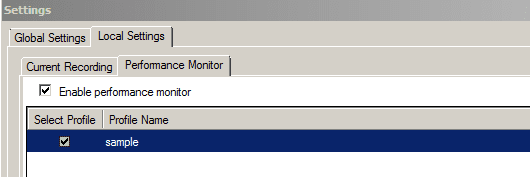 Settings
Global Settings Local Settings
Current Recording Performance Monitor
Enable performance monitor
Select Profile Profile Name
sample